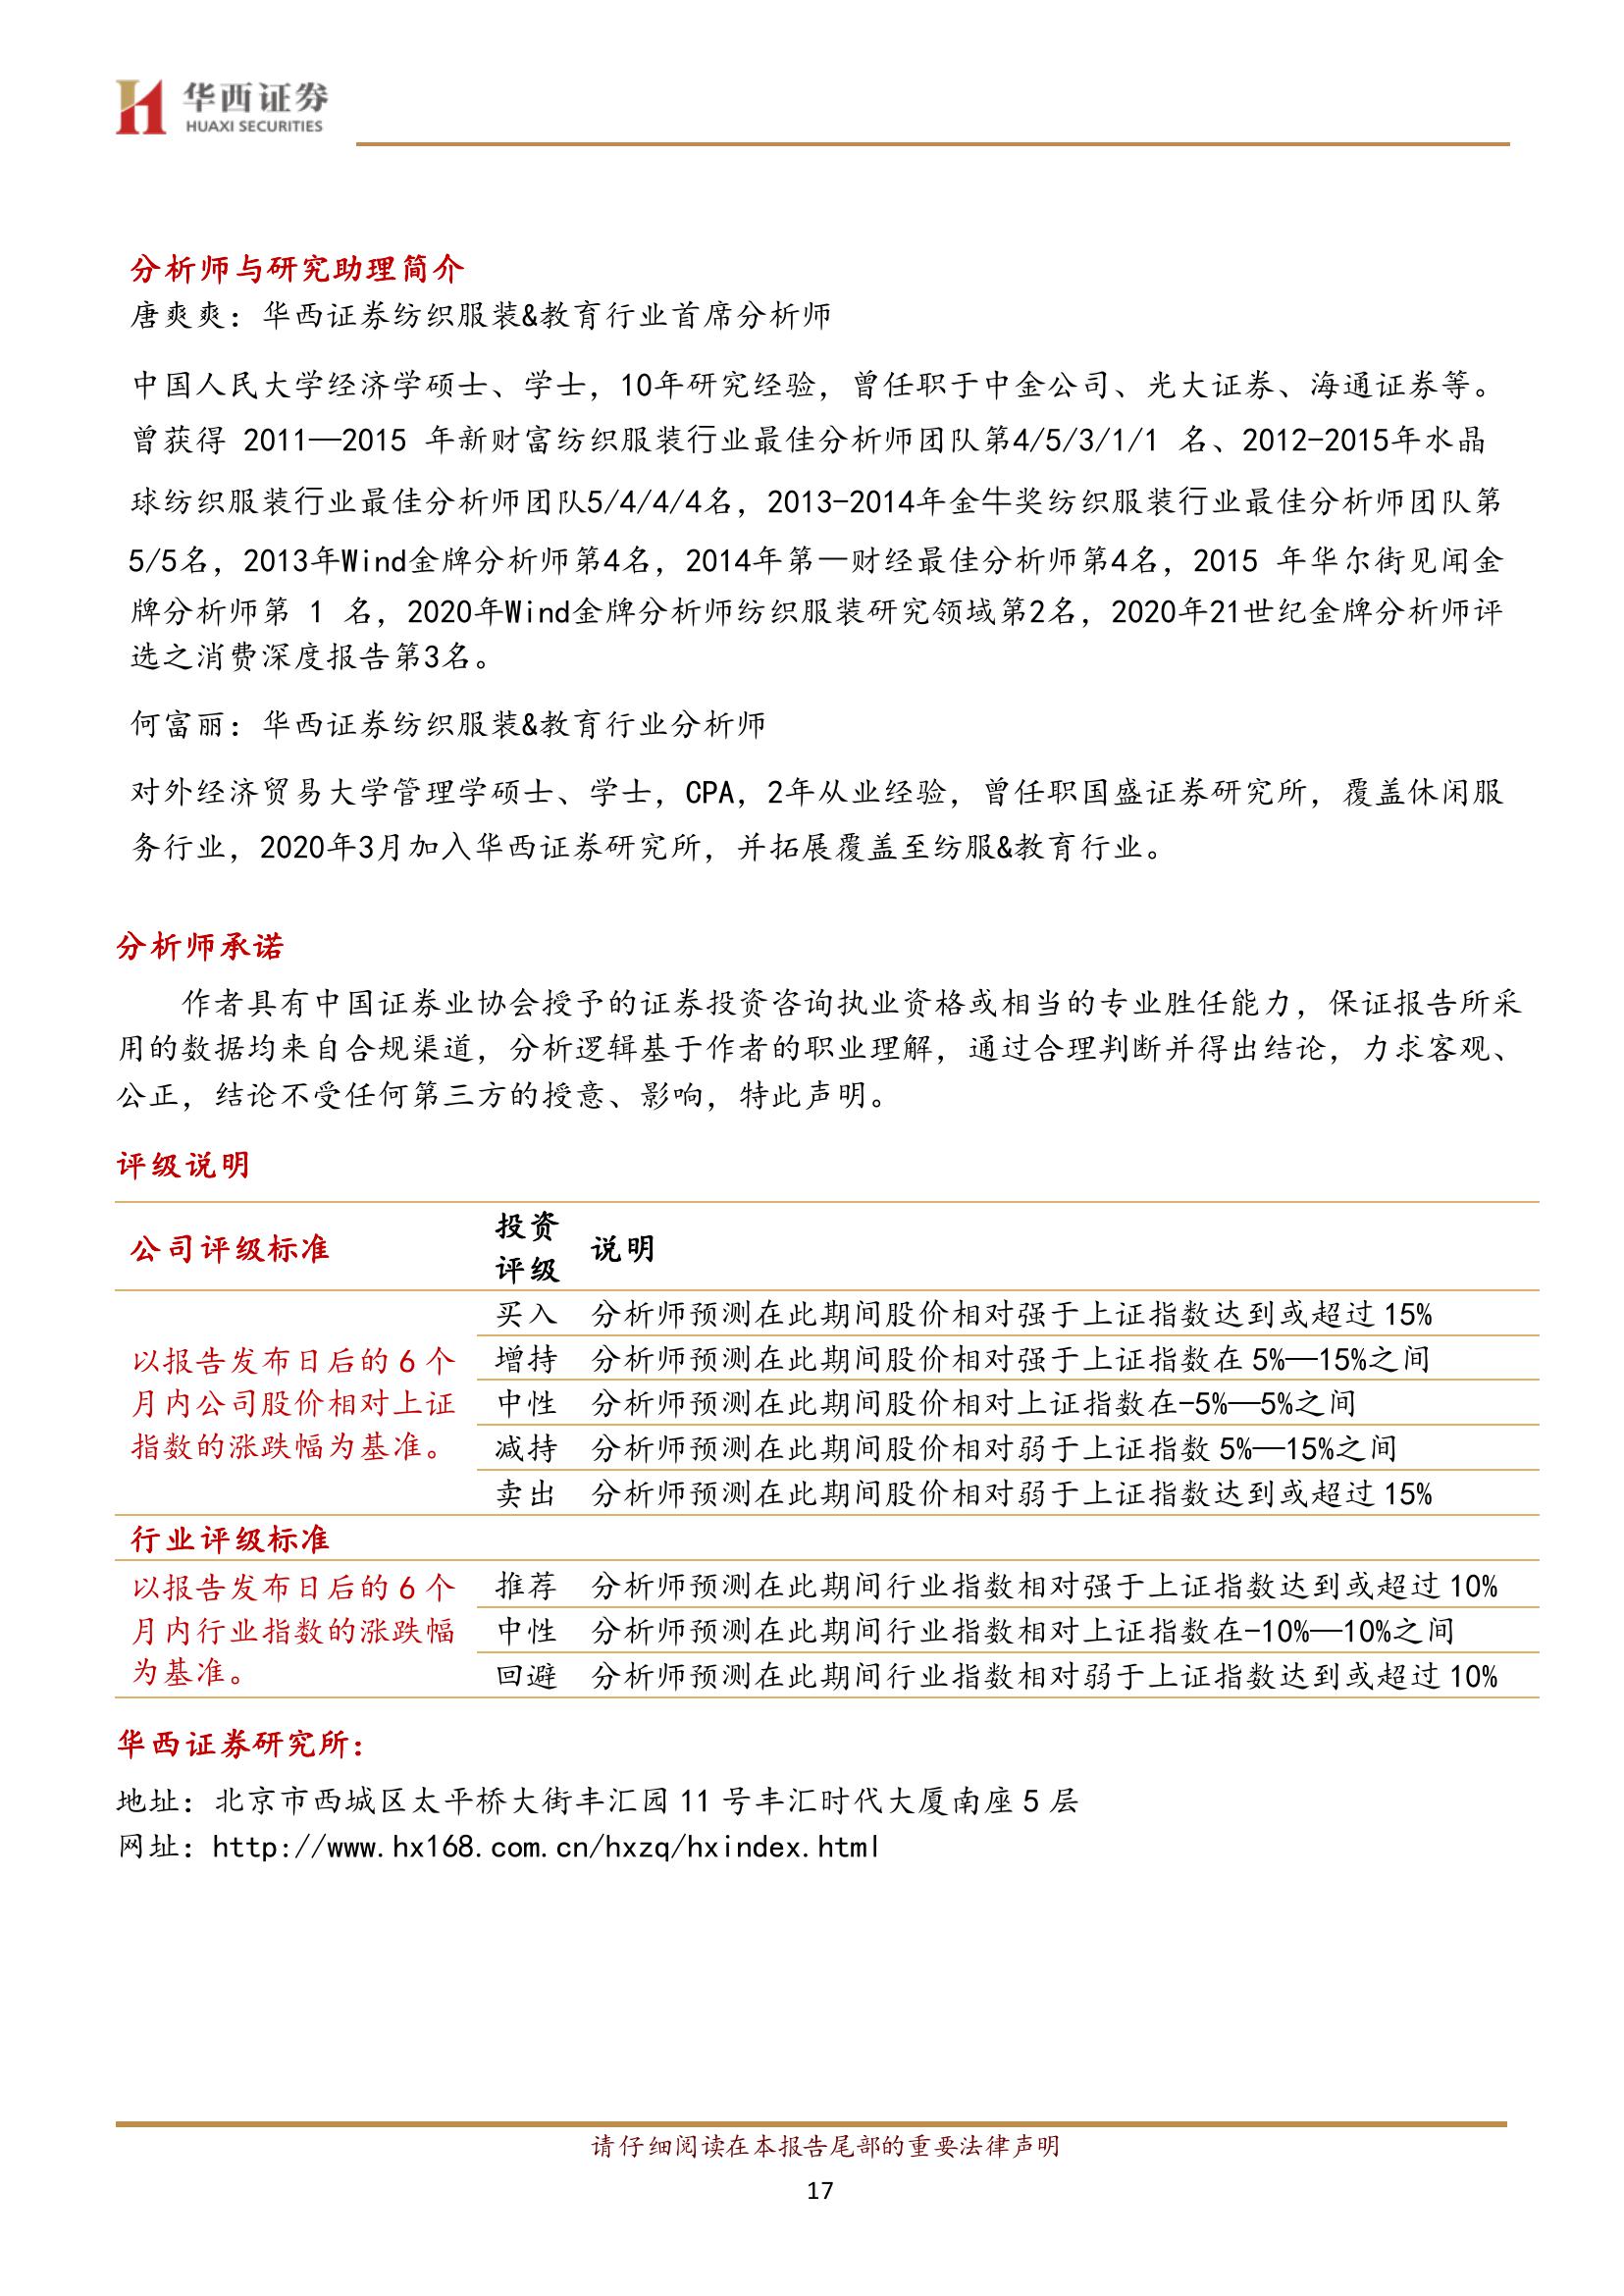 华西证券
HUAXI SECURITIES
分析师与研究助理简介
唐爽爽：华西证券纺织服装&教育行业首席分析师
中国人民大学经济学硕士、学士，10年研究经验，曾任职于中金公司、光大证券、海通证券等。
曾获得 2011—2015 年新财富纺织服装行业最佳分析师团队第4/5/3/1/1 名、2012-2015年水晶
球纺织服装行业最佳分析师团队5/4/4/4名，2013-2014年金牛奖纺织服装行业最佳分析师团队第
5/5名，2013年Wind金牌分析师第4名，2014年第一财经最佳分析师第4名，2015 年华尔街见闻金
牌分析师第 1 名，2020年Wind金牌分析师纺织服装研究领域第2名，2020年21世纪金牌分析师评
选之消费深度报告第3名。
何富丽：华西证券纺织服装&教育行业分析师
对外经济贸易大学管理学硕士、学士，CPA，2年从业经验，曾任职国盛证券研究所，覆盖休闲服
务行业，2020年3月加入华西证券研究所，并拓展覆盖至纺服&教育行业。
分析师承诺
作者具有中国证券业协会授予的证券投资咨询执业资格或相当的专业胜任能力，保证报告所采
用的数据均来自合规渠道，分析逻辑基于作者的职业理解，通过合理判断并得出结论，力求客观、
公正，结论不受任何第三方的授意、影响，特此声明。
评级说明
公司评级标准 投资评级 说明
以报告发布日后的 6 个
月内公司股价相对上证
指数的涨跌幅为基准。
买入 分析师预测在此期间股价相对强于上证指数达到或超过 15%
增持 分析师预测在此期间股价相对强于上证指数在 5%—15%之间
中性 分析师预测在此期间股价相对上证指数在-5%—5%之间
减持 分析师预测在此期间股价相对弱于上证指数 5%—15%之间
卖出 分析师预测在此期间股价相对弱于上证指数达到或超过 15%
行业评级标准
以报告发布日后的 6 个
月内行业指数的涨跌幅
为基准。
推荐 分析师预测在此期间行业指数相对强于上证指数达到或超过 10%
中性 分析师预测在此期间行业指数相对上证指数在-10%—10%之间
回避 分析师预测在此期间行业指数相对弱于上证指数达到或超过 10%
华西证券研究所：
地址：北京市西城区太平桥大街丰汇园 11 号丰汇时代大厦南座 5 层
网址：http://www.hx168.com.cn/hxzq/hxindex.html
请仔细阅读在本报告尾部的重要法律声明
17